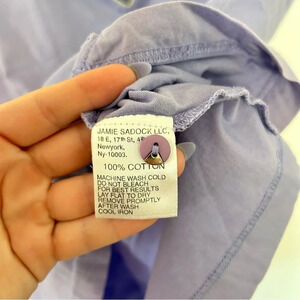 JAMIE SADOCK LLC,
18 E, 17th St, 4
Newyork,
Ny-10003.
100% COTTON
MACHINE WASH COLD
DO NOT BLEACH
FOR BEST RESULTS
LAY FLAT TO DRY
REMOVE PROMPTLY
AFTER WASH
COOL IRON